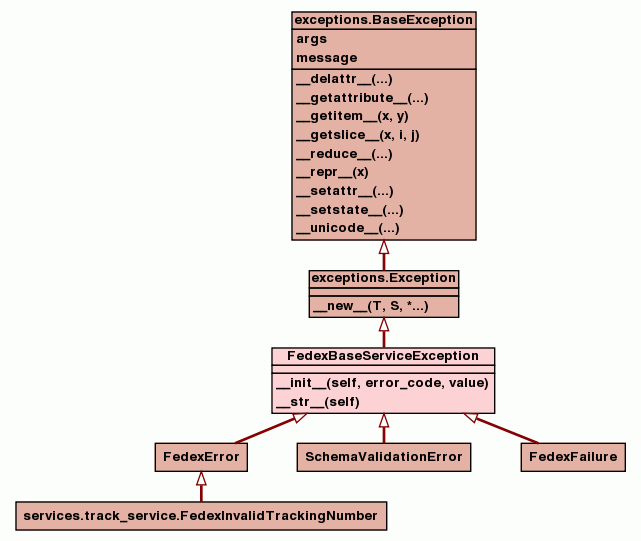 exceptions.BaseException
args
message
__delattr__(...)
__getattribute__(...)
__getitem__(x, y)
__getslice__(x, i, j)
__reduce__(...)
__repr__(x)
__setattr__(...)
__setstate__(...)
__unicode__(...)
exceptions.Exception
__new__(T, S, *...)
FedexBaseServiceException
__init__(self, error_code, value)
__str__(self)
FedexError
SchemaValidationError
FedexFailure
services.track_service.FedexInvalidTrackingNumber